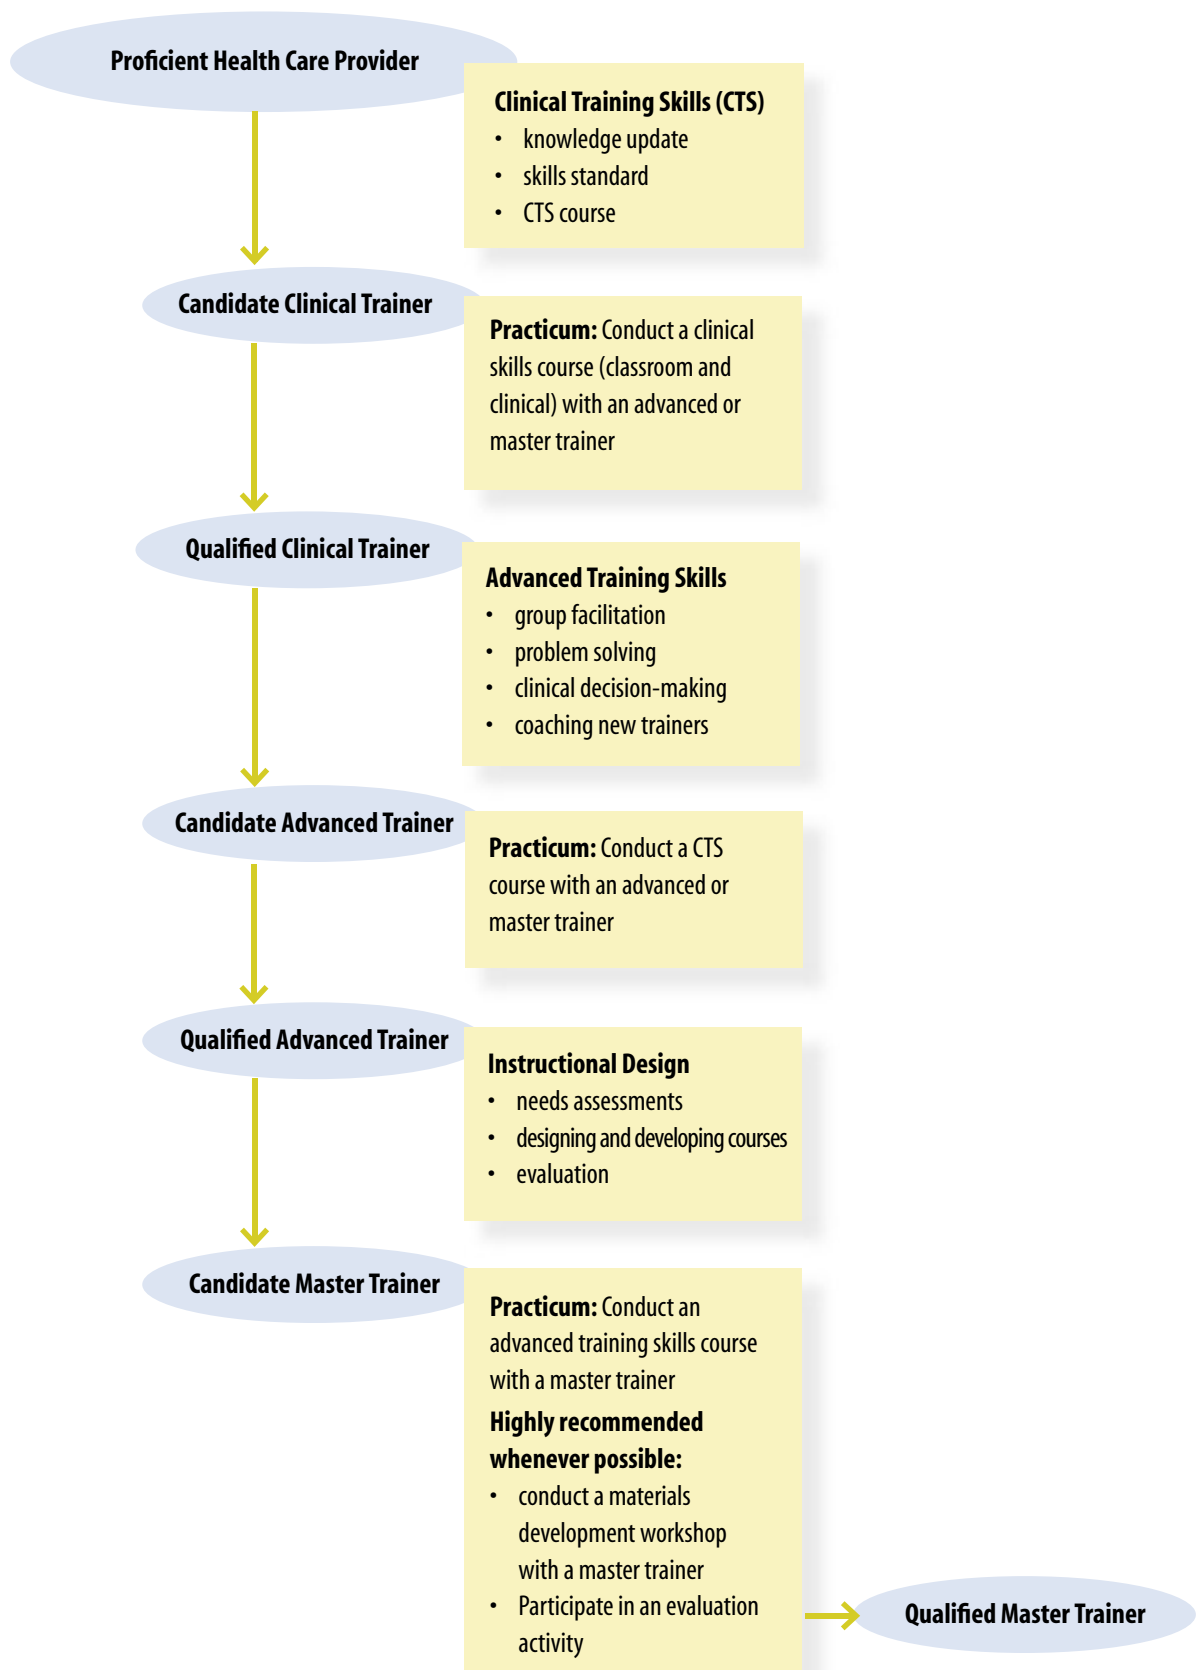 Proficient Health Care Provider
Clinical Training Skills (CTS)
• knowledge update
• skills standard
• CTS course
Candidate Clinical Trainer
Practicum: Conduct a clinical
skills course (classroom and
clinical) with an advanced or
master trainer
Qualified Clinical Trainer
Advanced Training Skills
• group facilitation
• problem solving
• clinical decision-making
• coaching new trainers
Candidate Advanced Trainer
Practicum: Conduct a CTS
course with an advanced or
master trainer
Qualified Advanced Trainer
Instructional Design
• needs assessments
• designing and developing courses
• evaluation
Candidate Master Trainer
Practicum: Conduct an
advanced training skills course
with a master trainer
Highly recommended
whenever possible:
• conduct a materials
development workshop
with a master trainer
• Participate in an evaluation
activity
Qualified Master Trainer